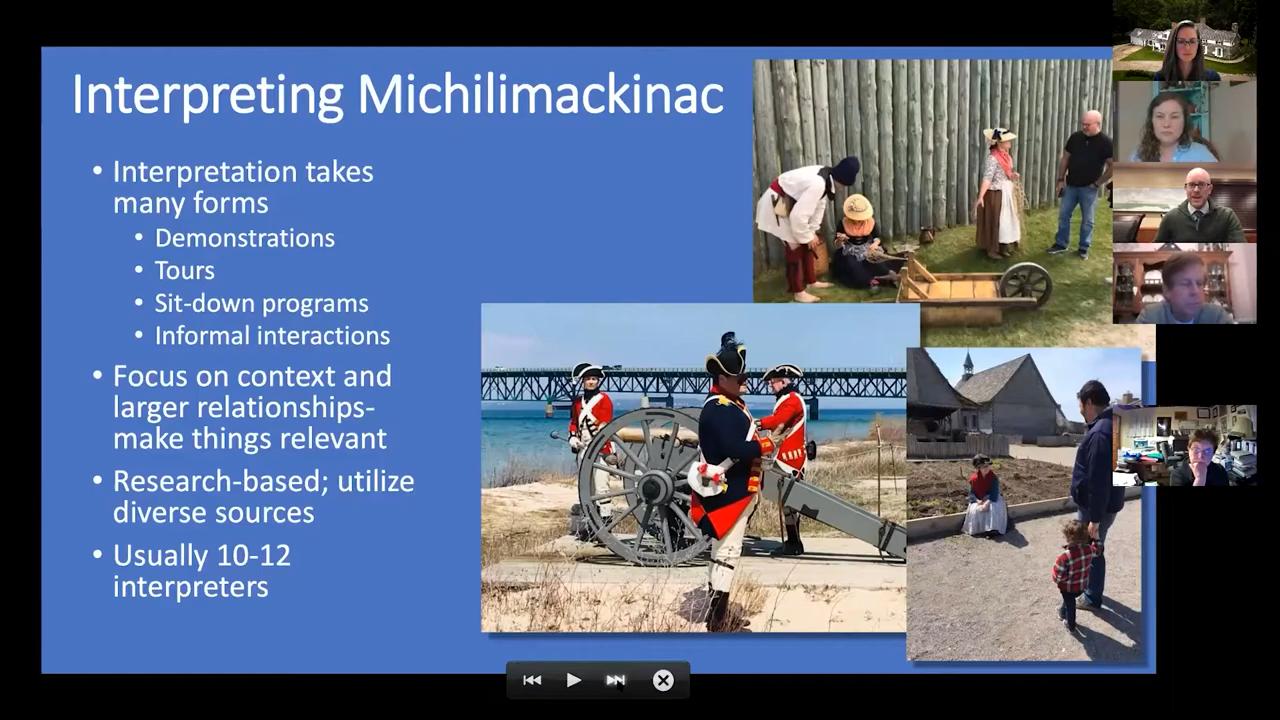 Interpreting Michilimackinac
• Interpretation takes
many forms
• Demonstrations
• Tours
• Sit-down programs
• Informal interactions
• Focus on context and
larger relationships-
make things relevant
• Research-based; utilize
diverse sources
• Usually 10-12
interpreters